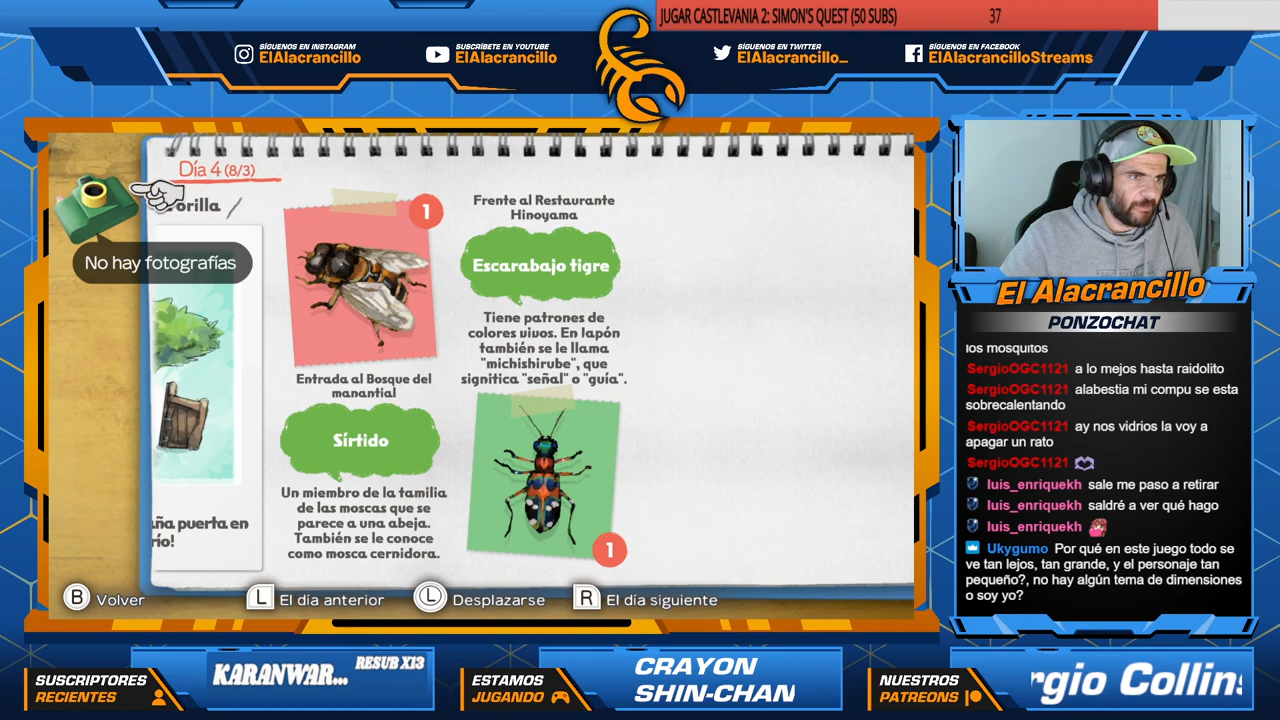 JUGAR CASTLEVANIA 2: SIMON'S QUEST (50 SUBS)
37
SÍGUENOS EN INSTAGRAM
ElAlacrancillo
SUSCRÍBETE EN YOUTUBE
ElAlacrancillo
SÍGUENOS EN TWITTER
ElAlacrancillo_
SÍGUENOS EN FACEBOOK
ElAlacrancilloStreams
Día 4 (8/3)
orilla
No hay fotografías
ña puerta en
río!
1
Entrada al Bosque del
manantial
Sírtido
Un miembro de la familia
de las moscas que se
parece a una abeja.
También se le conoce
como mosca cernidora.
Frente al Restaurante
Hinoyama
Escarabajo tigre
Tiene patrones de
colores vivos. En Japón
también se le llama
"michishirube", que
significa "señal" o "guía".
1
B Volver
L El día anterior
L Desplazarse
R El día siguiente
El Alacrancillo
PONZOCHAT
los mosquitos
SergioOGC1121 a lo mejos hasta raidolito
SergioOGC1121 alabestia mi compu se esta
sobrecalentando
SergioOGC1121 ay nos vidrios la voy a
apagar un rato
SergioOGC1121
luis_enriquekh sale me paso a retirar
luis_enriquekh saldré a ver qué hago
luis_enriquekh
Ukygumo Por qué en este juego todo se
ve tan lejos, tan grande, y el personaje tan
pequeño?, no hay algún tema de dimensiones
o soy yo?
SUSCRIPTORES
RECIENTES
KARANWAR...
RESUB X13
ESTAMOS
JUGANDO
CRAYON
SHIN-CHAN
NUESTROS
PATREONS
rgio Collins